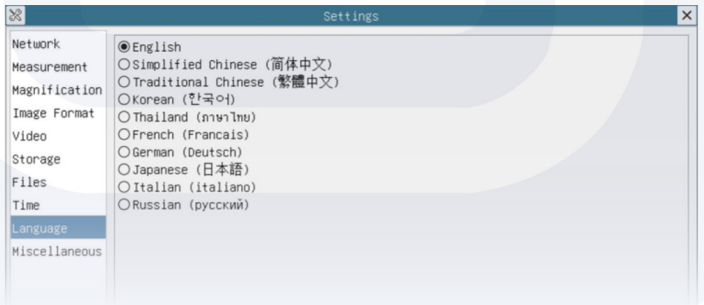 Settings
Network
Measurement
Magnification
Image Format
Video
Storage
Files
Time
Language
Miscellaneous
English
Simplified Chinese (简体中文)
Traditional Chinese (繁體中文)
Korean (한국어)
Thailand (ภาษาไทย)
French (Francais)
German (Deutsch)
Japanese (日本語)
Italian (italiano)
Russian (русский)